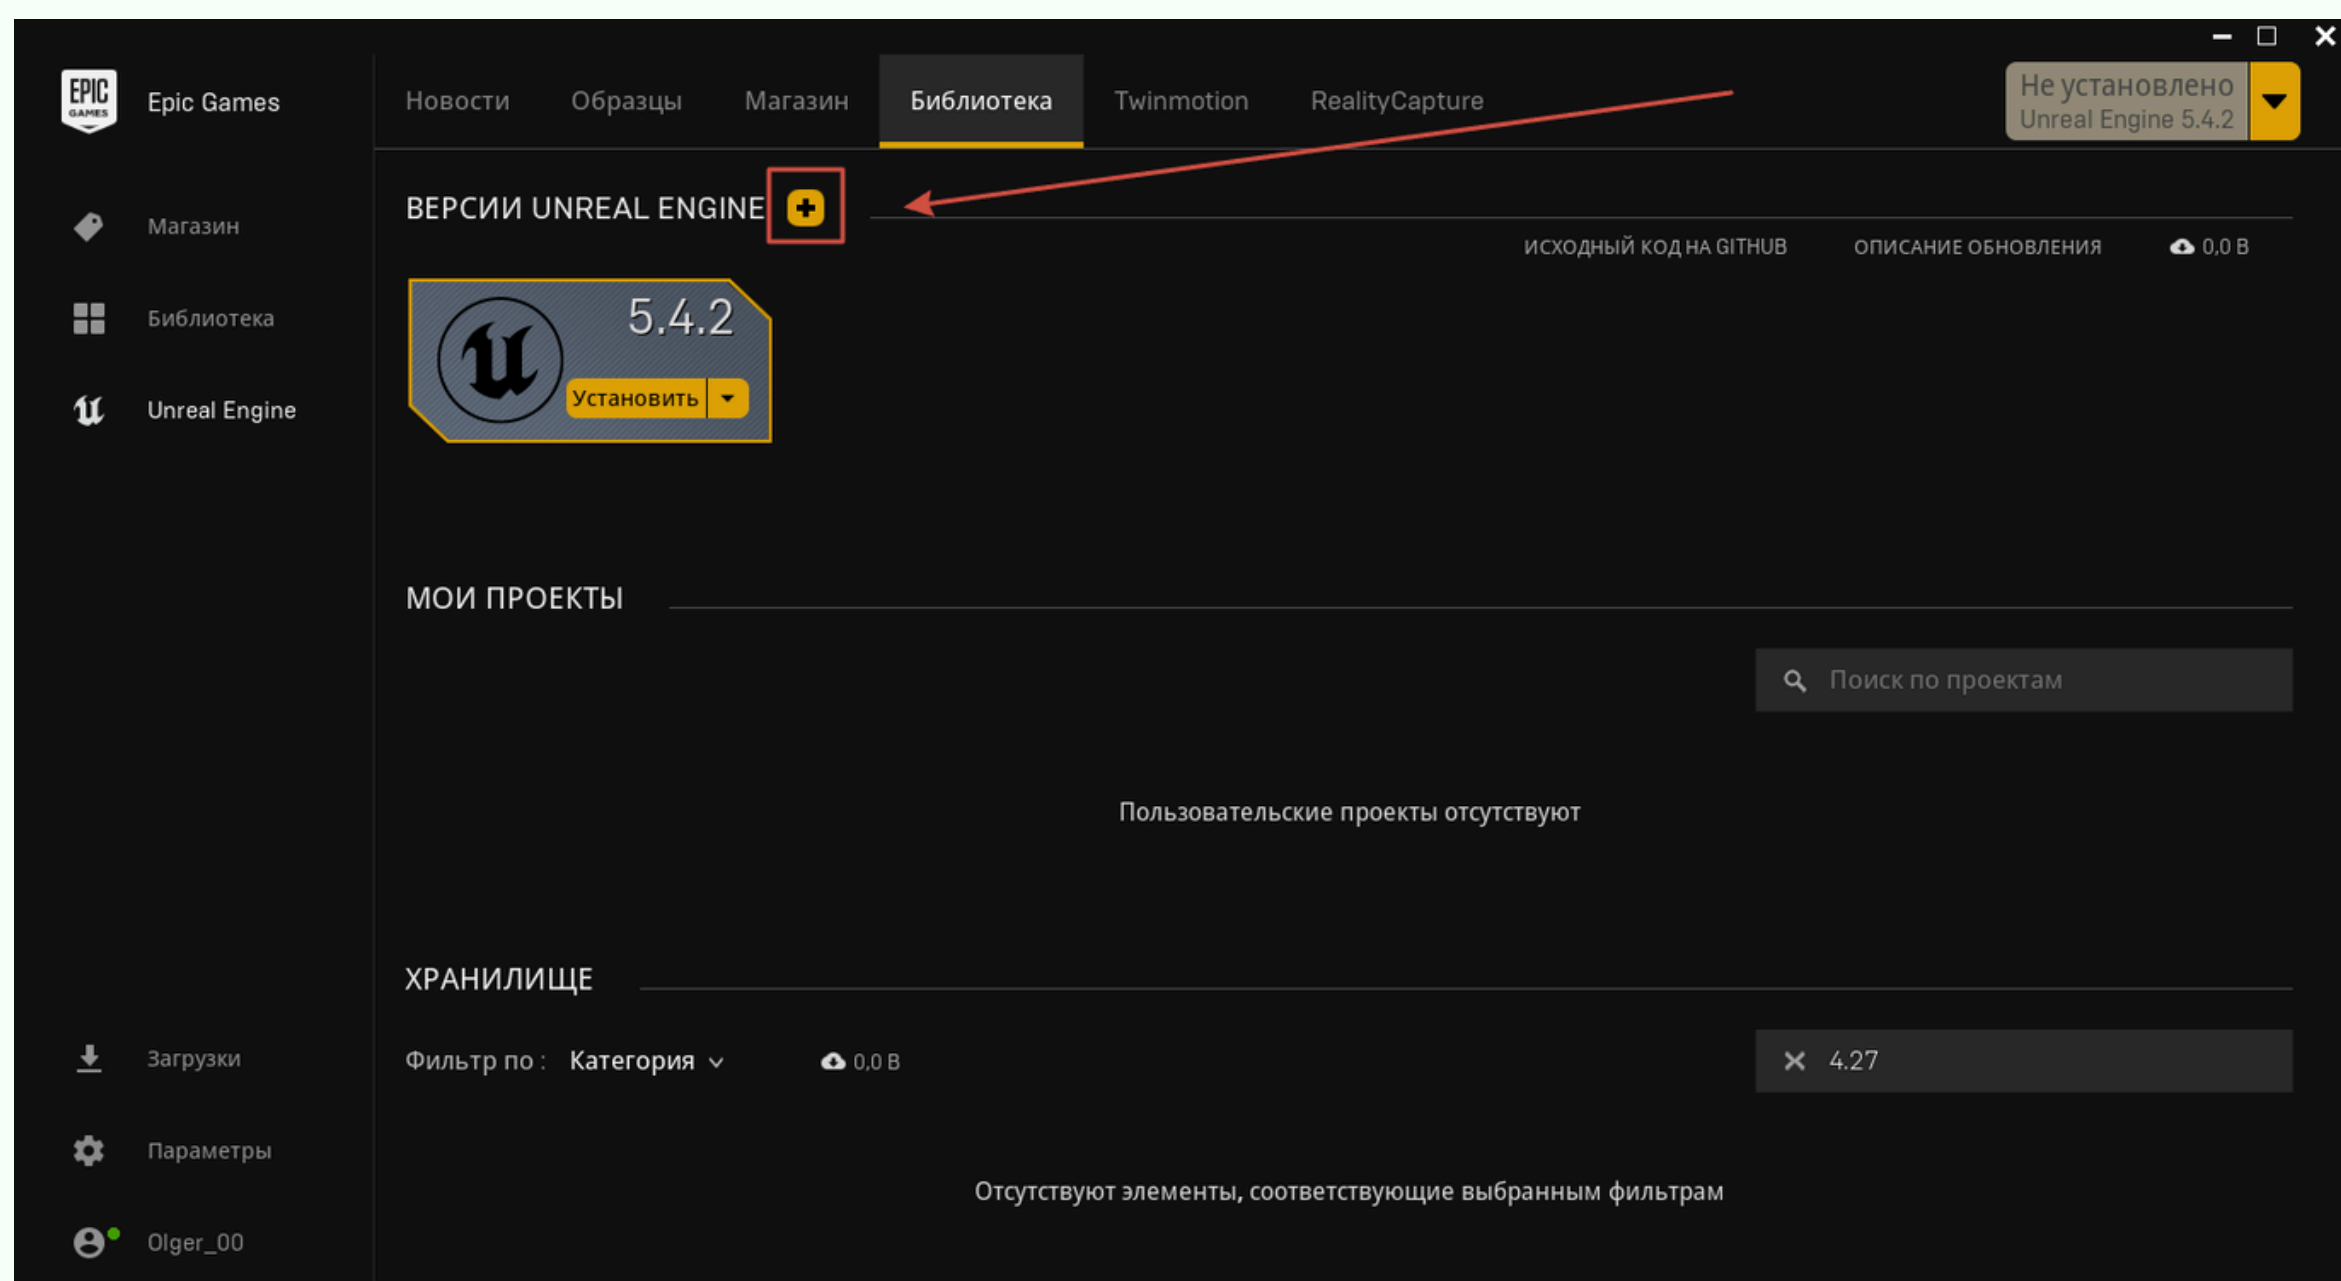 EPIC GAMES
Epic Games
Новости
Образцы
Магазин
Библиотека
Twinmotion
RealityCapture
Не установлено
Unreal Engine 5.4.2
Магазин
Библиотека
Unreal Engine
ВЕРСИИ UNREAL ENGINE
ИСХОДНЫЙ КОД НА GITHUB
ОПИСАНИЕ ОБНОВЛЕНИЯ
0,0 B
5.4.2
Установить
МОИ ПРОЕКТЫ
Поиск по проектам
Пользовательские проекты отсутствуют
ХРАНИЛИЩЕ
Фильтр по :
Категория
0,0 B
4.27
Отсутствуют элементы, соответствующие выбранным фильтрам
Загрузки
Параметры
Olger_00